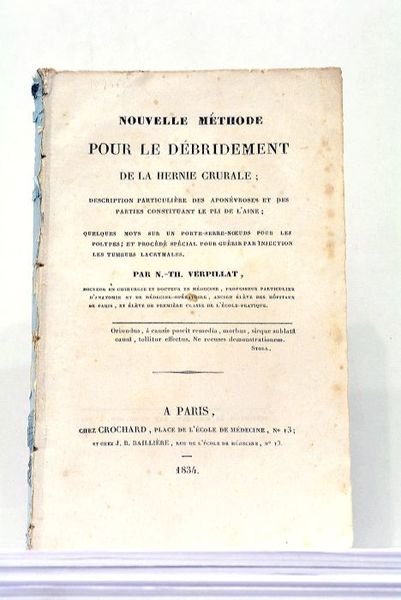 NOUVELLE MÉTHODE
POUR LE DÉBRIDEMENT
DE LA HERNIE CRURALE ;
DESCRIPTION PARTICULIÈRE DES APONÉVROSES ET DES
PARTIES CONSTITUANT LE PLI DE L'AINE ;
QUELQUES MOTS SUR UN PORTE-SERRE-NŒUDS POUR LES
POLYPES ; ET PROCÉDÉ SPÉCIAL POUR GUÉRIR PAR INJECTION
LES TUMEURS LACRYMALES.
PAR N.-TH. VERPILLAT,
DOCTEUR EN CHIRURGIE ET DOCTEUR EN MÉDECINE, PROFESSEUR PARTICULIER
D'ANATOMIE ET DE MÉDECINE-OPÉRATOIRE, ANCIEN ÉLÈVE DES HÔPITAUX
DE PARIS, ET ÉLÈVE DE PREMIÈRE CLASSE DE L'ÉCOLE-PRATIQUE.
Oriundus, à causis poscit remedia, morbus, sicque sublatâ
causâ, tollitur effectus. Ne recuses demonstrationem.
STOLL.
A PARIS,
CHEZ CROCHARD, PLACE DE L'ÉCOLE DE MÉDECINE, No 13;
ET CHEZ J. B. BAILLIÈRE, RUE DE L'ÉCOLE DE MÉDECINE, No 13.
1834.